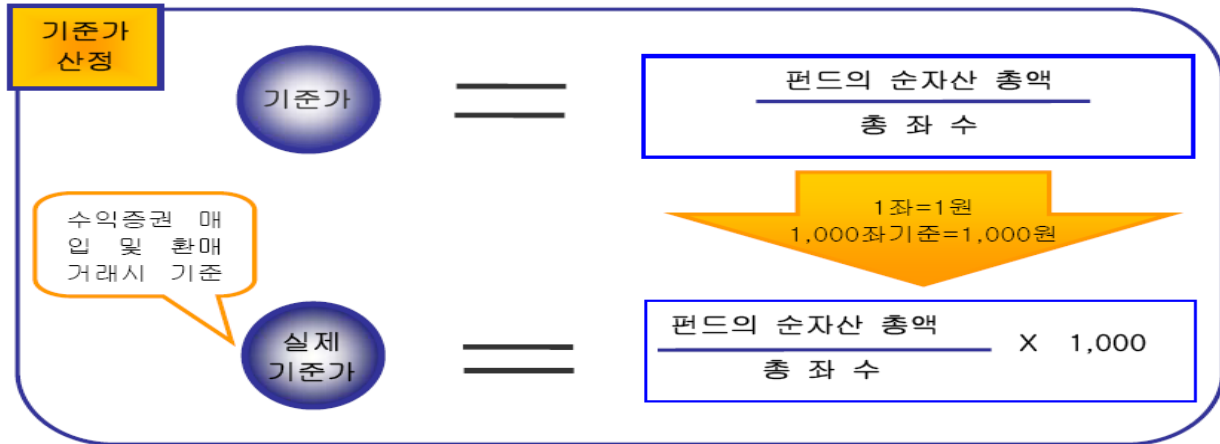 기준가
산정
기준가
펀드의 순자산 총액
총 좌 수
1좌=1원
1,000좌기준=1,000원
수익증권 매
입 및 환매
거래시 기준
실제
기준가
펀드의 순자산 총액
총 좌 수
X 1,000